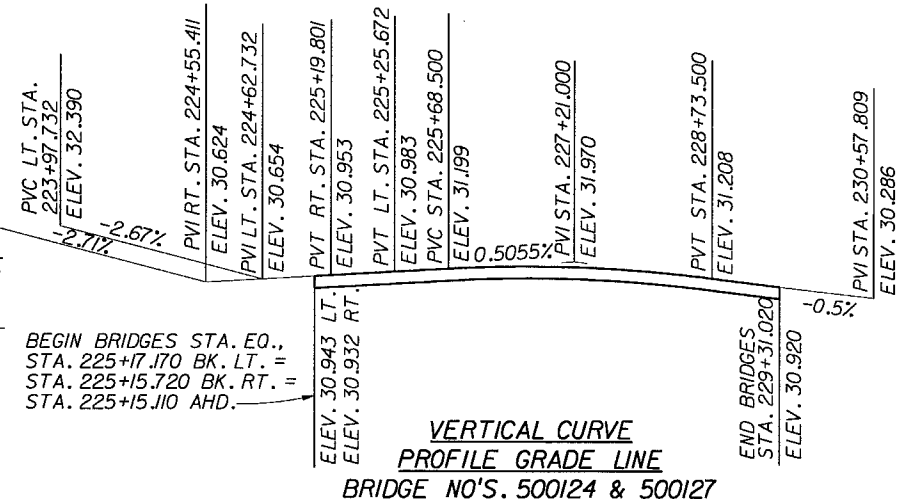 PVC LT. STA.
223+97.732
ELEV. 32.390
-2.67%
-2.71%
PVI RT. STA. 224+55.411
ELEV. 30.624
PVI LT. STA. 224+62.732
ELEV. 30.654
PVT RT. STA. 225+19.801
ELEV. 30.953
PVT LT. STA. 225+25.672
ELEV. 30.983
PVC STA. 225+68.500
ELEV. 31.199
0.5055%
PVI STA. 227+21.000
ELEV. 31.970
PVT STA. 228+73.500
ELEV. 31.208
PVI STA. 230+57.809
ELEV. 30.286
-0.5%
BEGIN BRIDGES STA. EQ.,
STA. 225+17.170 BK. LT. =
STA. 225+15.720 BK. RT. =
STA. 225+15.110 AHD.
ELEV. 30.943 LT.
ELEV. 30.932 RT.
END BRIDGES
STA. 229+31.020
ELEV. 30.920
VERTICAL CURVE
PROFILE GRADE LINE
BRIDGE NO'S. 500124 & 500127